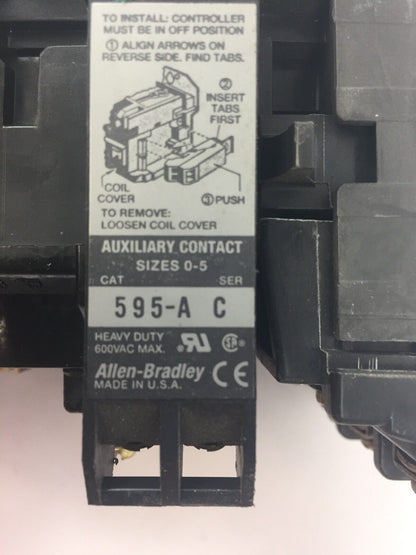 TO INSTALL: CONTROLLER
MUST BE IN OFF POSITION
① ALIGN ARROWS ON
REVERSE SIDE. FIND TABS.
②
INSERT
TABS
FIRST
COIL
COVER
③ PUSH
TO REMOVE:
LOOSEN COIL COVER
AUXILIARY CONTACT
SIZES 0-5
CAT SER
595-A C
HEAVY DUTY
600VAC MAX.
Allen-Bradley CE
MADE IN U.S.A.